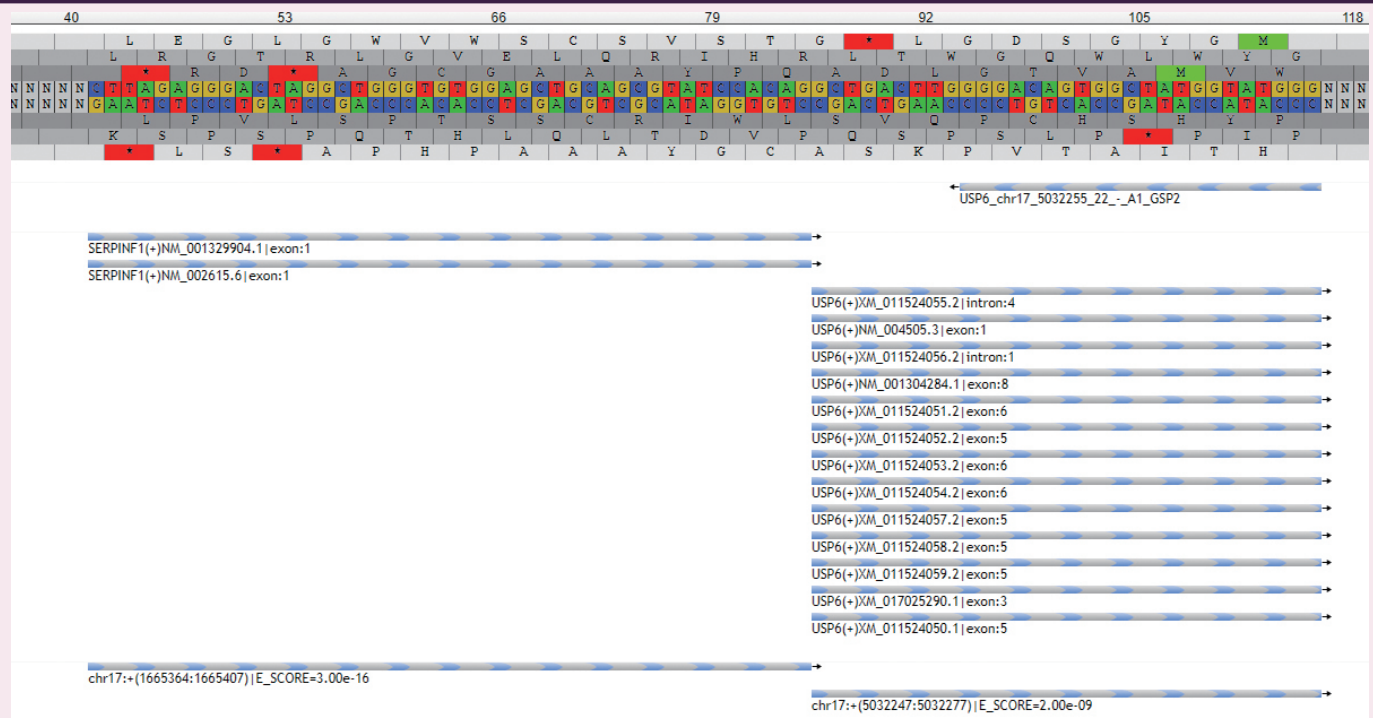 40 53 66 79 92 105 118
L E G L G W V W S C S V S T G * L G D S G Y G M
L R G T R L G V E L Q R I H R L T W G Q W L W Y G
* R D * A G C G A A A Y P Q A D L G T V A M V W
NNNNNCTTAGAGGGACTAGGCTGGGTGTGGAGCTGCAGCGTATCCACAGGCTGACTTGGGGACAGTGGCTATGGTATGGGNNN
NNNNNGAATCTCCCTGATCCGACCCACACCTCGACGTCGCATAGGTGTCCGACTGAACCCCTGTCACCGATACCATACCCNNN
L P V L S P T S S C R I W L S V Q P C H S H Y P
K S P S P Q T H L Q L T D V P Q S P S L P * P I P
* L S * A P H P A A A Y G C A S K P V T A I T H
USP6_chr17_5032255_22_-_A1_GSP2
SERPINF1(+)NM_001329904.1|exon:1
SERPINF1(+)NM_002615.6|exon:1
USP6(+)XM_011524055.2|intron:4
USP6(+)NM_004505.3|exon:1
USP6(+)XM_011524056.2|intron:1
USP6(+)NM_001304284.1|exon:8
USP6(+)XM_011524051.2|exon:6
USP6(+)XM_011524052.2|exon:5
USP6(+)XM_011524053.2|exon:6
USP6(+)XM_011524054.2|exon:6
USP6(+)XM_011524057.2|exon:5
USP6(+)XM_011524058.2|exon:5
USP6(+)XM_011524059.2|exon:5
USP6(+)XM_017025290.1|exon:3
USP6(+)XM_011524050.1|exon:5
chr17:+(1665364:1665407)|E_SCORE=3.00e-16
chr17:+(5032247:5032277)|E_SCORE=2.00e-09